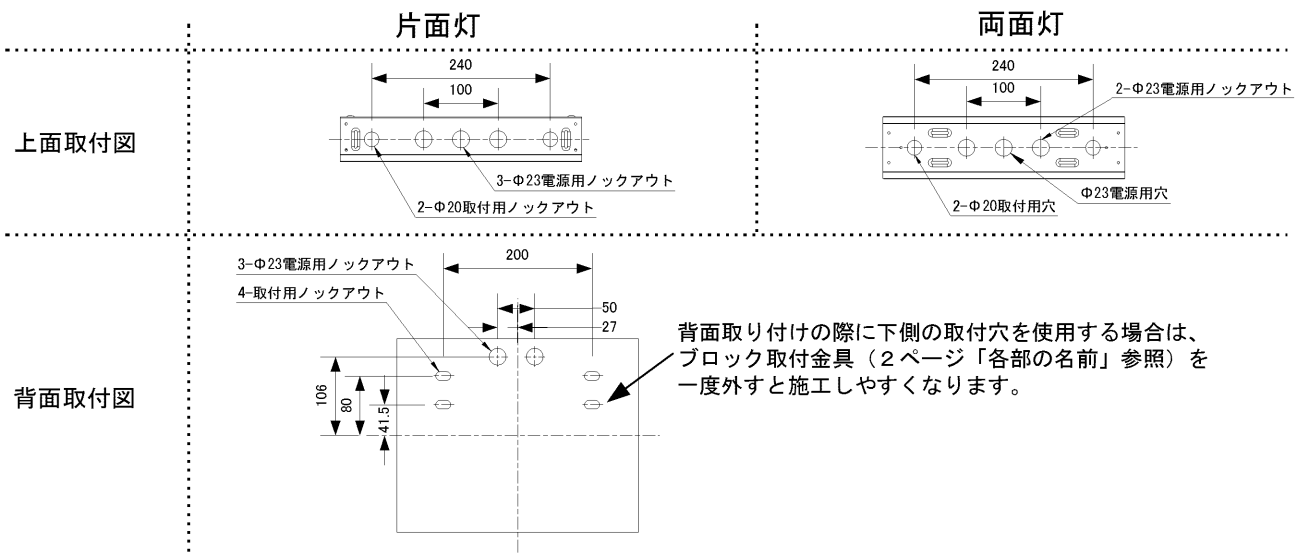 片面灯
両面灯
上面取付図
240
100
3-Φ23電源用ノックアウト
2-Φ20取付用ノックアウト
240
100
2-Φ23電源用ノックアウト
Φ23電源用穴
2-Φ20取付用穴
背面取付図
3-Φ23電源用ノックアウト
4-取付用ノックアウト
200
50
27
106
80
41.5
背面取り付けの際に下側の取付穴を使用する場合は、
ブロック取付金具（２ページ「各部の名前」参照）を
一度外すと施工しやすくなります。